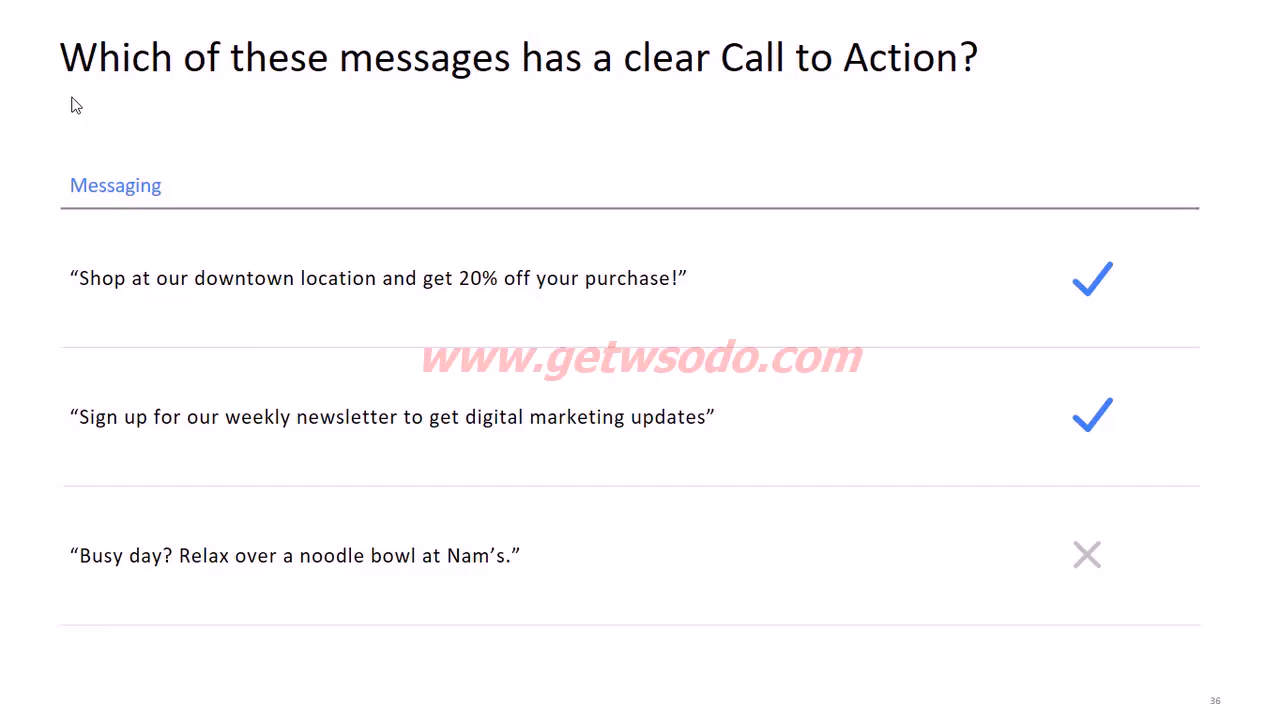 Which of these messages has a clear Call to Action?
Messaging
“Shop at our downtown location and get 20% off your purchase!”
www.getwsodo.com
“Sign up for our weekly newsletter to get digital marketing updates”
“Busy day? Relax over a noodle bowl at Nam’s.”
36